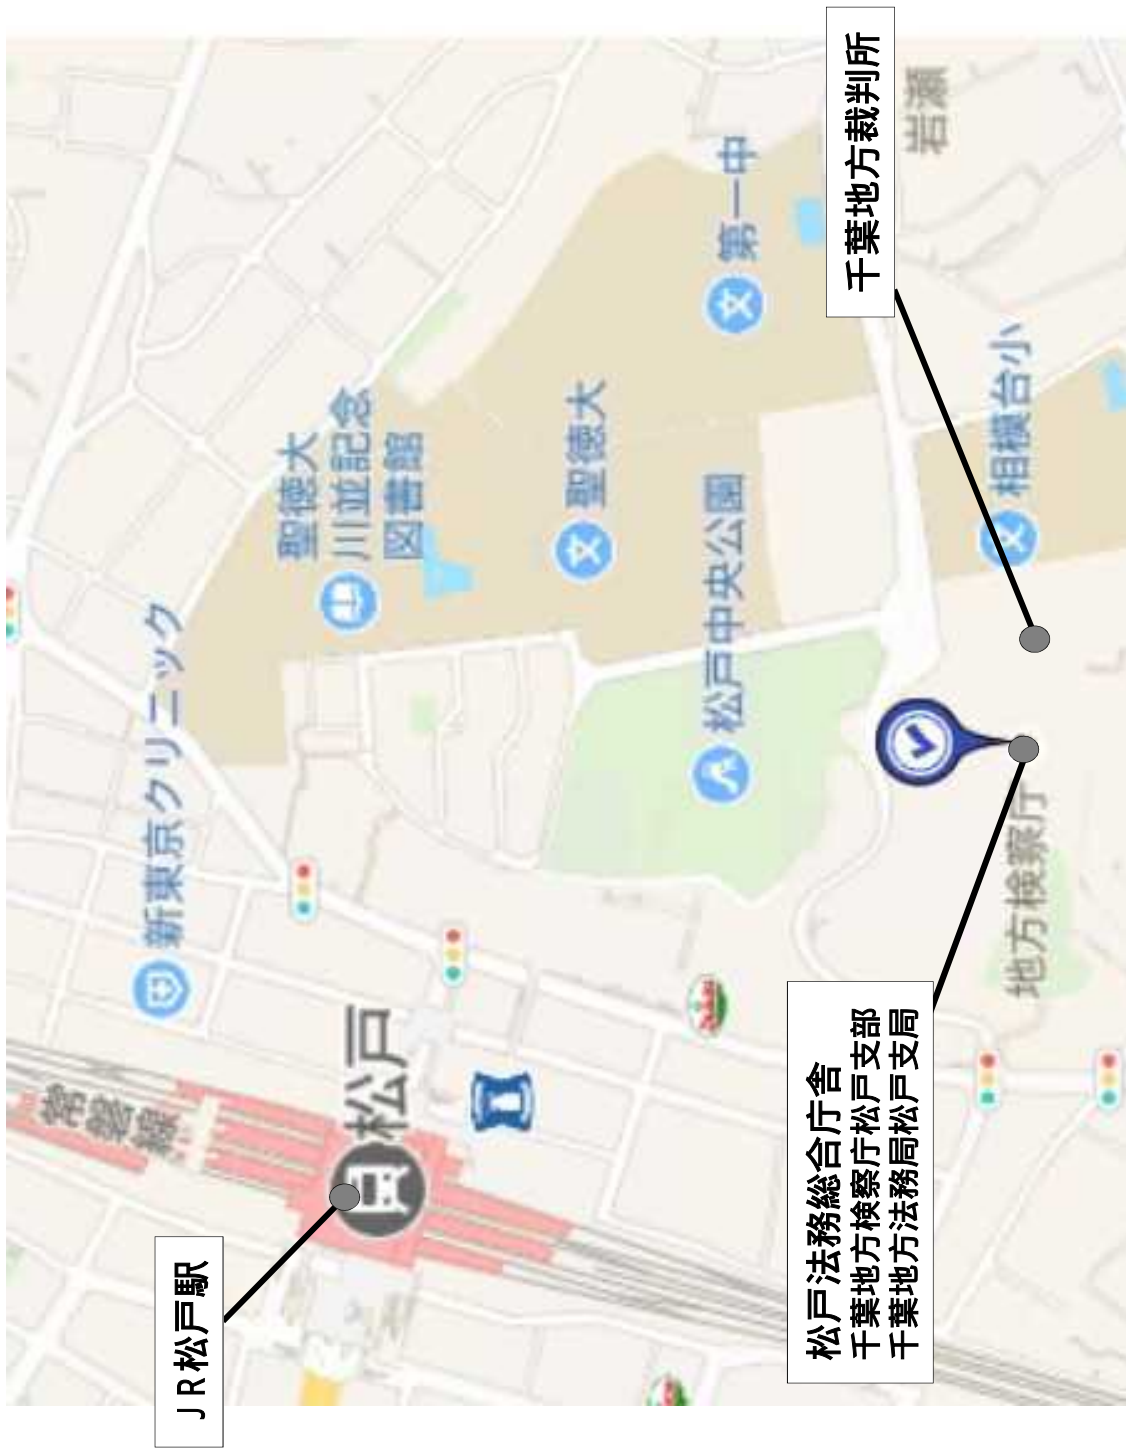 JR松戸駅
常磐線
松戸
新東京クリニック
聖徳大
川並記念
図書館
聖徳大
松戸中央公園
第一中
松戸法務総合庁舎
千葉地方検察庁松戸支部
千葉地方法務局松戸支局
千葉地方裁判所
岩瀬
相模台小
地方検察庁